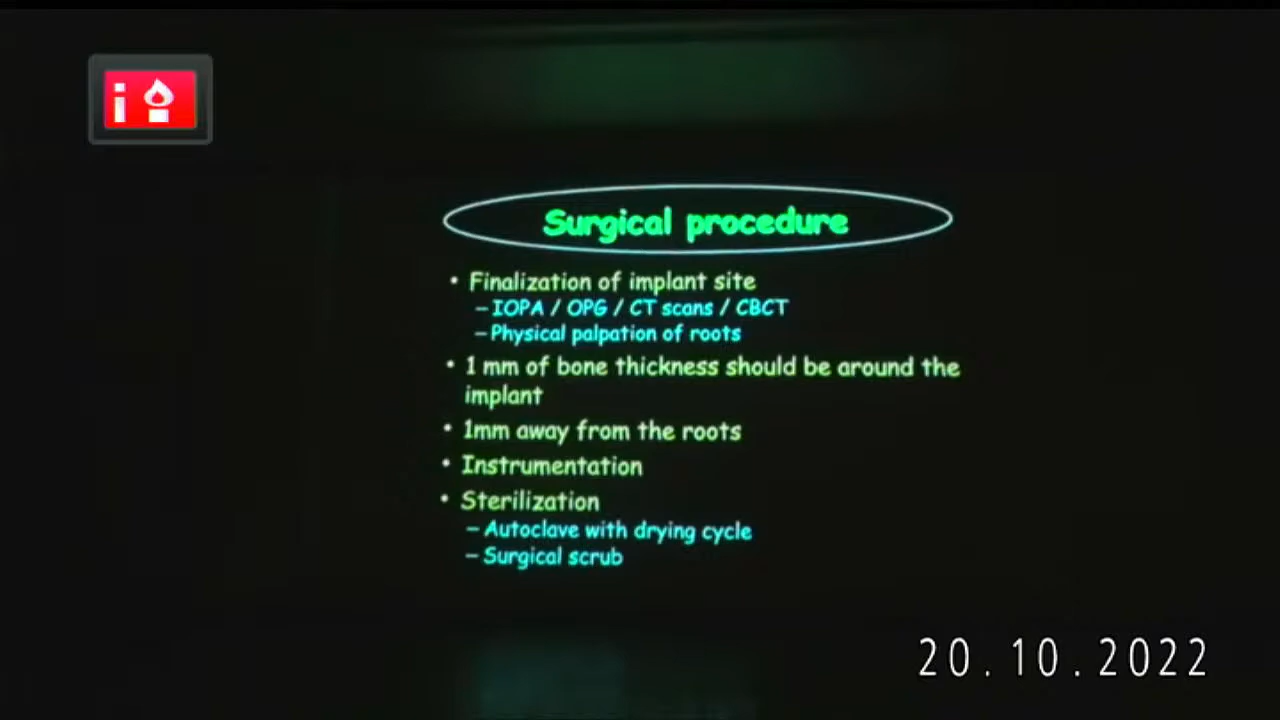 Surgical procedure
• Finalization of implant site
– IOPA / OPG / CT scans / CBCT
– Physical palpation of roots
• 1 mm of bone thickness should be around the
implant
• 1mm away from the roots
• Instrumentation
• Sterilization
– Autoclave with drying cycle
– Surgical scrub
20.10.2022